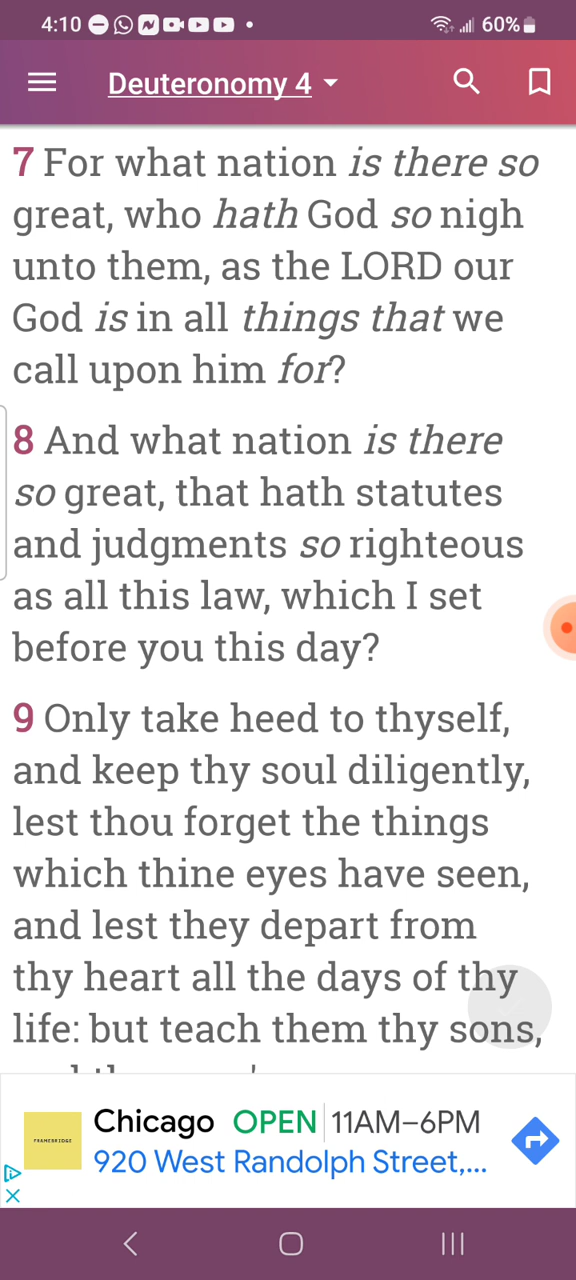 4:10 60%
Deuteronomy 4
7 For what nation is there so
great, who hath God so nigh
unto them, as the LORD our
God is in all things that we
call upon him for?
8 And what nation is there
so great, that hath statutes
and judgments so righteous
as all this law, which I set
before you this day?
9 Only take heed to thyself,
and keep thy soul diligently,
lest thou forget the things
which thine eyes have seen,
and lest they depart from
thy heart all the days of thy
life: but teach them thy sons,
FRAMEBRIDGE
Chicago OPEN 11AM–6PM
920 West Randolph Street,...